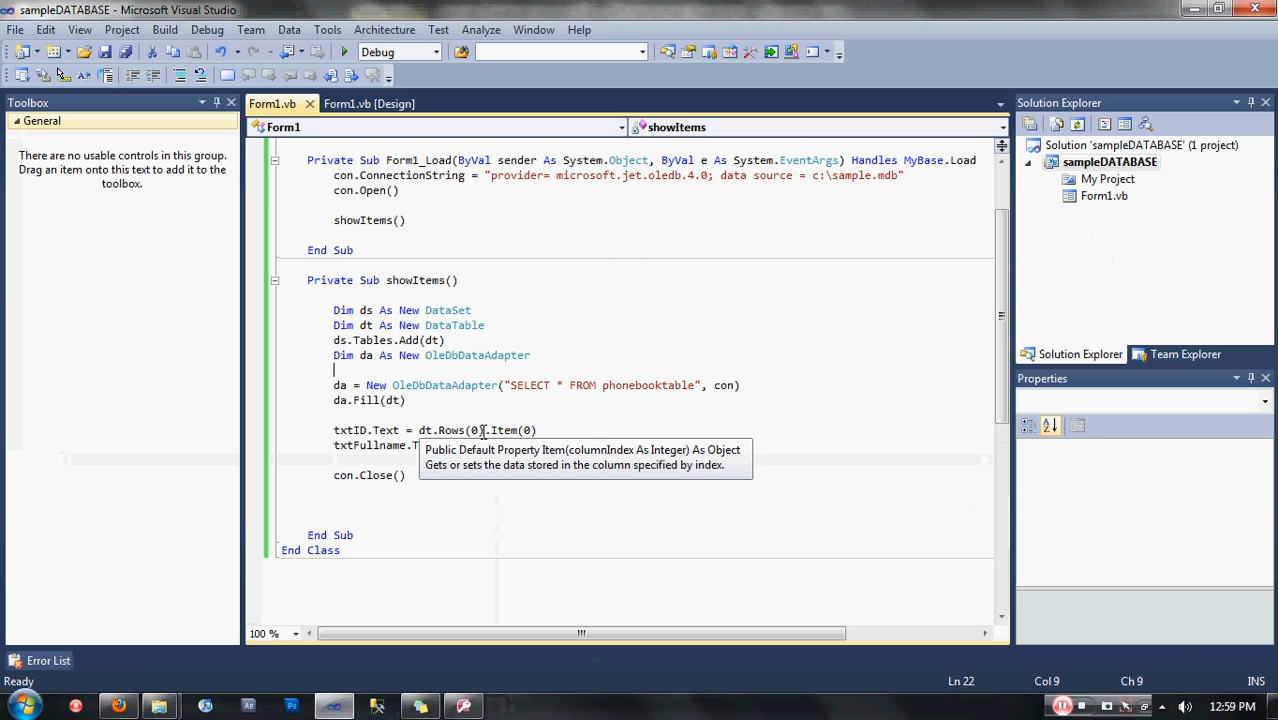 sampleDATABASE - Microsoft Visual Studio
File Edit View Project Build Debug Team Data Tools Architecture Test Analyze Window Help
Debug
Toolbox
General
There are no usable controls in this group. Drag an item onto this text to add it to the toolbox.
Form1.vb Form1.vb [Design]
Form1 showItems
Private Sub Form1_Load(ByVal sender As System.Object, ByVal e As System.EventArgs) Handles MyBase.Load
con.ConnectionString = "provider= microsoft.jet.oledb.4.0; data source = c:\sample.mdb"
con.Open()
showItems()
End Sub
Private Sub showItems()
Dim ds As New DataSet
Dim dt As New DataTable
ds.Tables.Add(dt)
Dim da As New OleDbDataAdapter
da = New OleDbDataAdapter("SELECT * FROM phonebooktable", con)
da.Fill(dt)
txtID.Text = dt.Rows(0).Item(0)
txtFullname.T
Public Default Property Item(columnIndex As Integer) As Object
Gets or sets the data stored in the column specified by index.
con.Close()
End Sub
End Class
100 %
Solution Explorer
Solution 'sampleDATABASE' (1 project)
sampleDATABASE
My Project
Form1.vb
Solution Explorer Team Explorer
Properties
Error List
Ready Ln 22 Col 9 Ch 9 INS
Ae Ps 12:59 PM